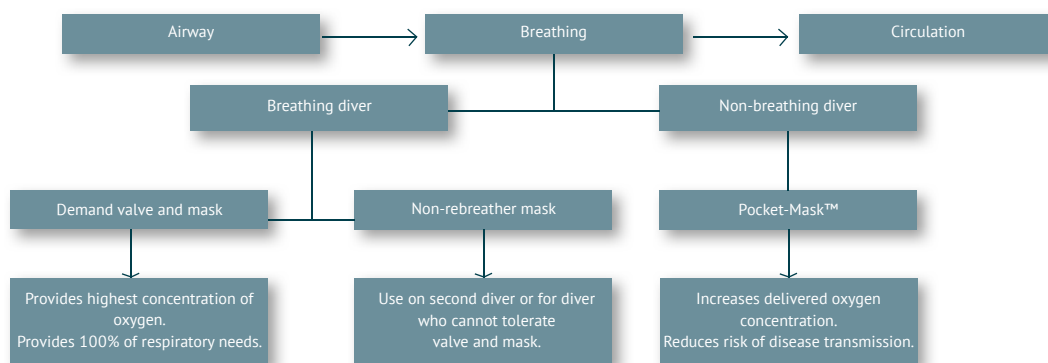 Airway
Breathing
Circulation
Breathing diver
Non-breathing diver
Demand valve and mask
Non-rebreather mask
Pocket-Mask™
Provides highest concentration of
oxygen.
Provides 100% of respiratory needs.
Use on second diver or for diver
who cannot tolerate
valve and mask.
Increases delivered oxygen
concentration.
Reduces risk of disease transmission.